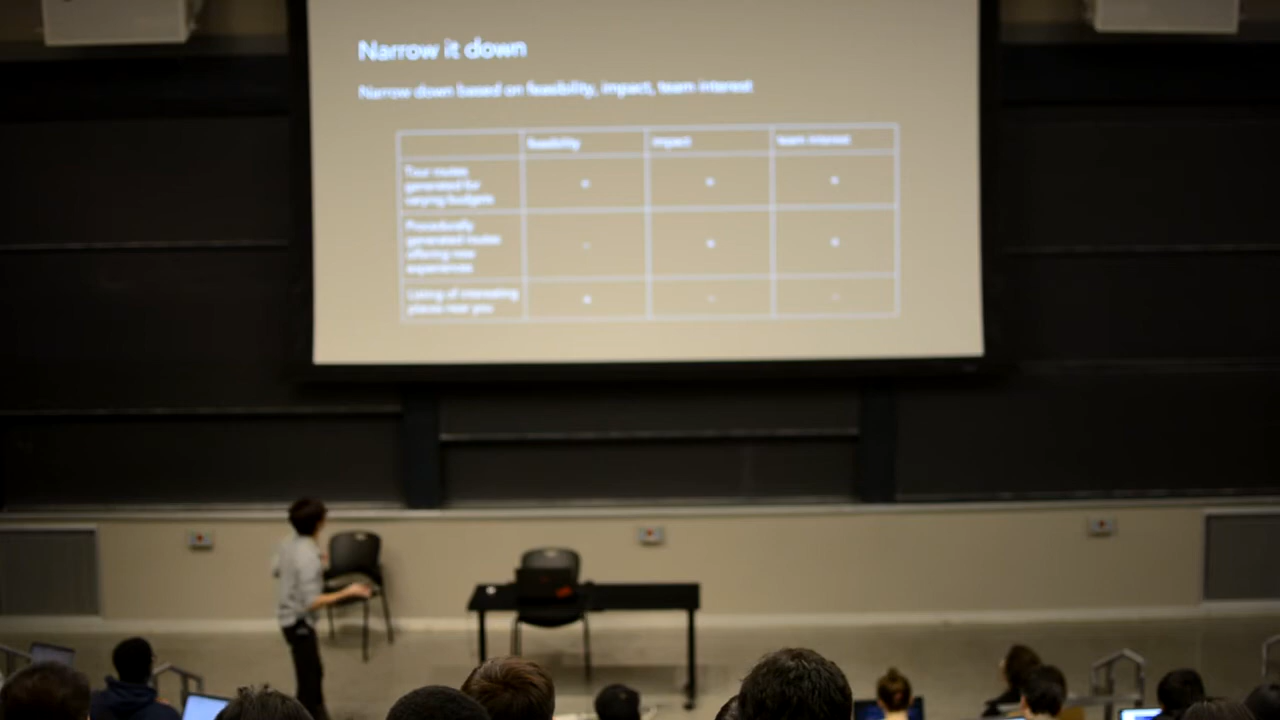 Narrow it down
Narrow down based on feasibility, impact, team interest
feasibility impact team interest
Tour routes
generated for
varying budgets
Procedurally
generated routes
offering new
experiences
Listing of interesting
places near you